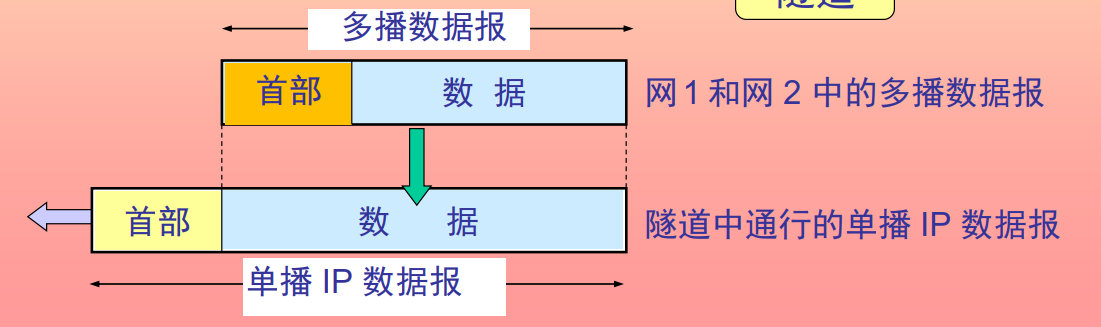 隧道
多播数据报
首部
数 据
网 1 和网 2 中的多播数据报
首部
数 据
隧道中通行的单播 IP 数据报
单播 IP 数据报